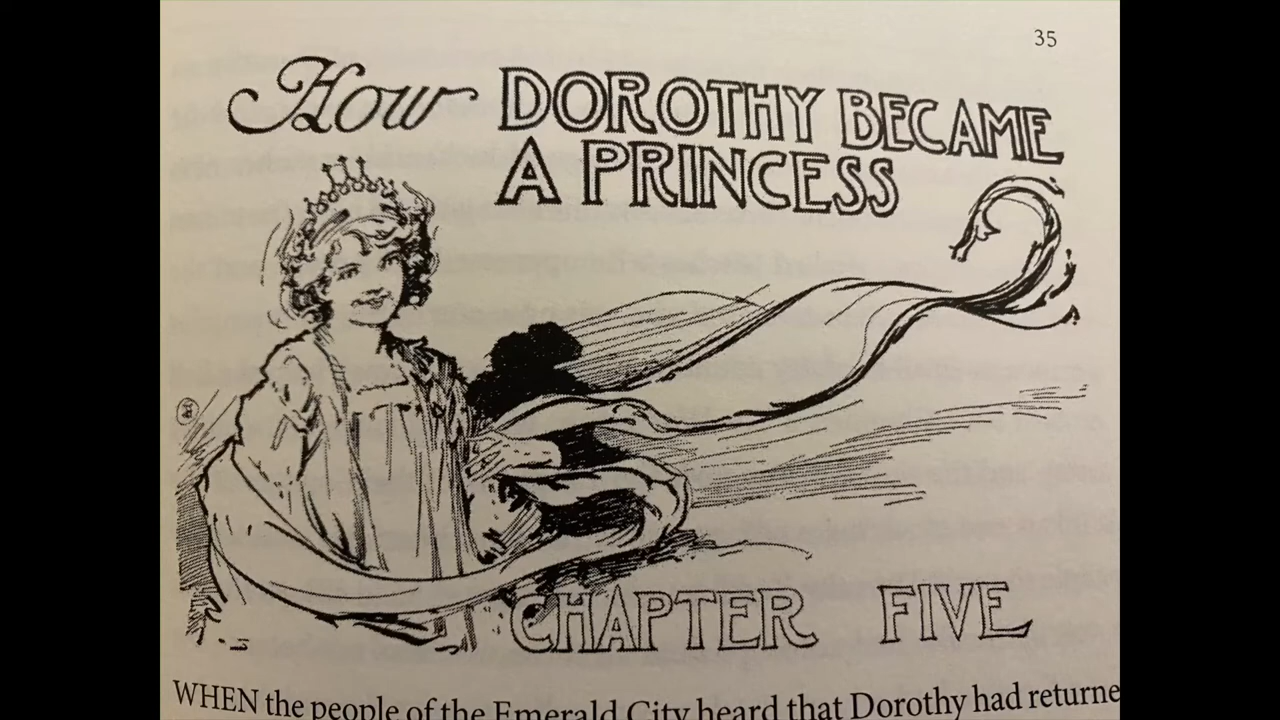 35
How DOROTHY BECAME
A PRINCESS
CHAPTER FIVE
WHEN the people of the Emerald City heard that Dorothy had returne